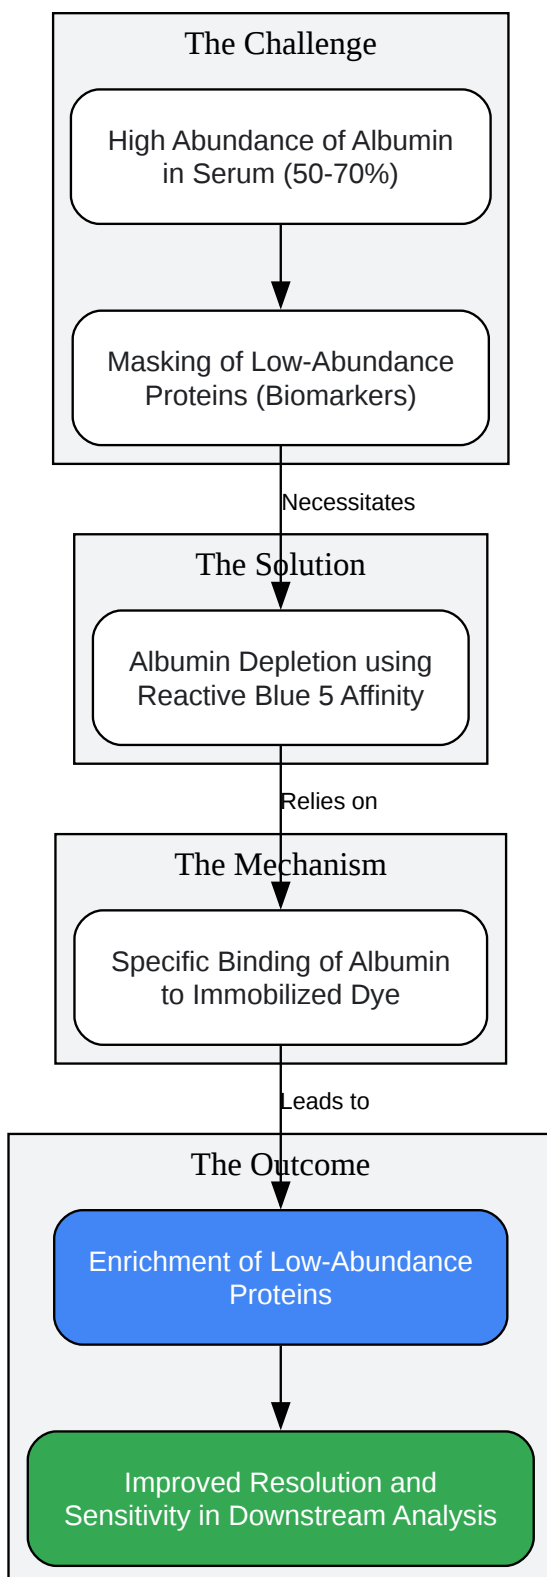 The Challenge
High Abundance of Albumin
in Serum (50-70%)
Masking of Low-Abundance
Proteins (Biomarkers)
Necessitates
The Solution
Albumin Depletion using
Reactive Blue 5 Affinity
Relies on
The Mechanism
Specific Binding of Albumin
to Immobilized Dye
Leads to
The Outcome
Enrichment of Low-Abundance
Proteins
Improved Resolution and
Sensitivity in Downstream Analysis